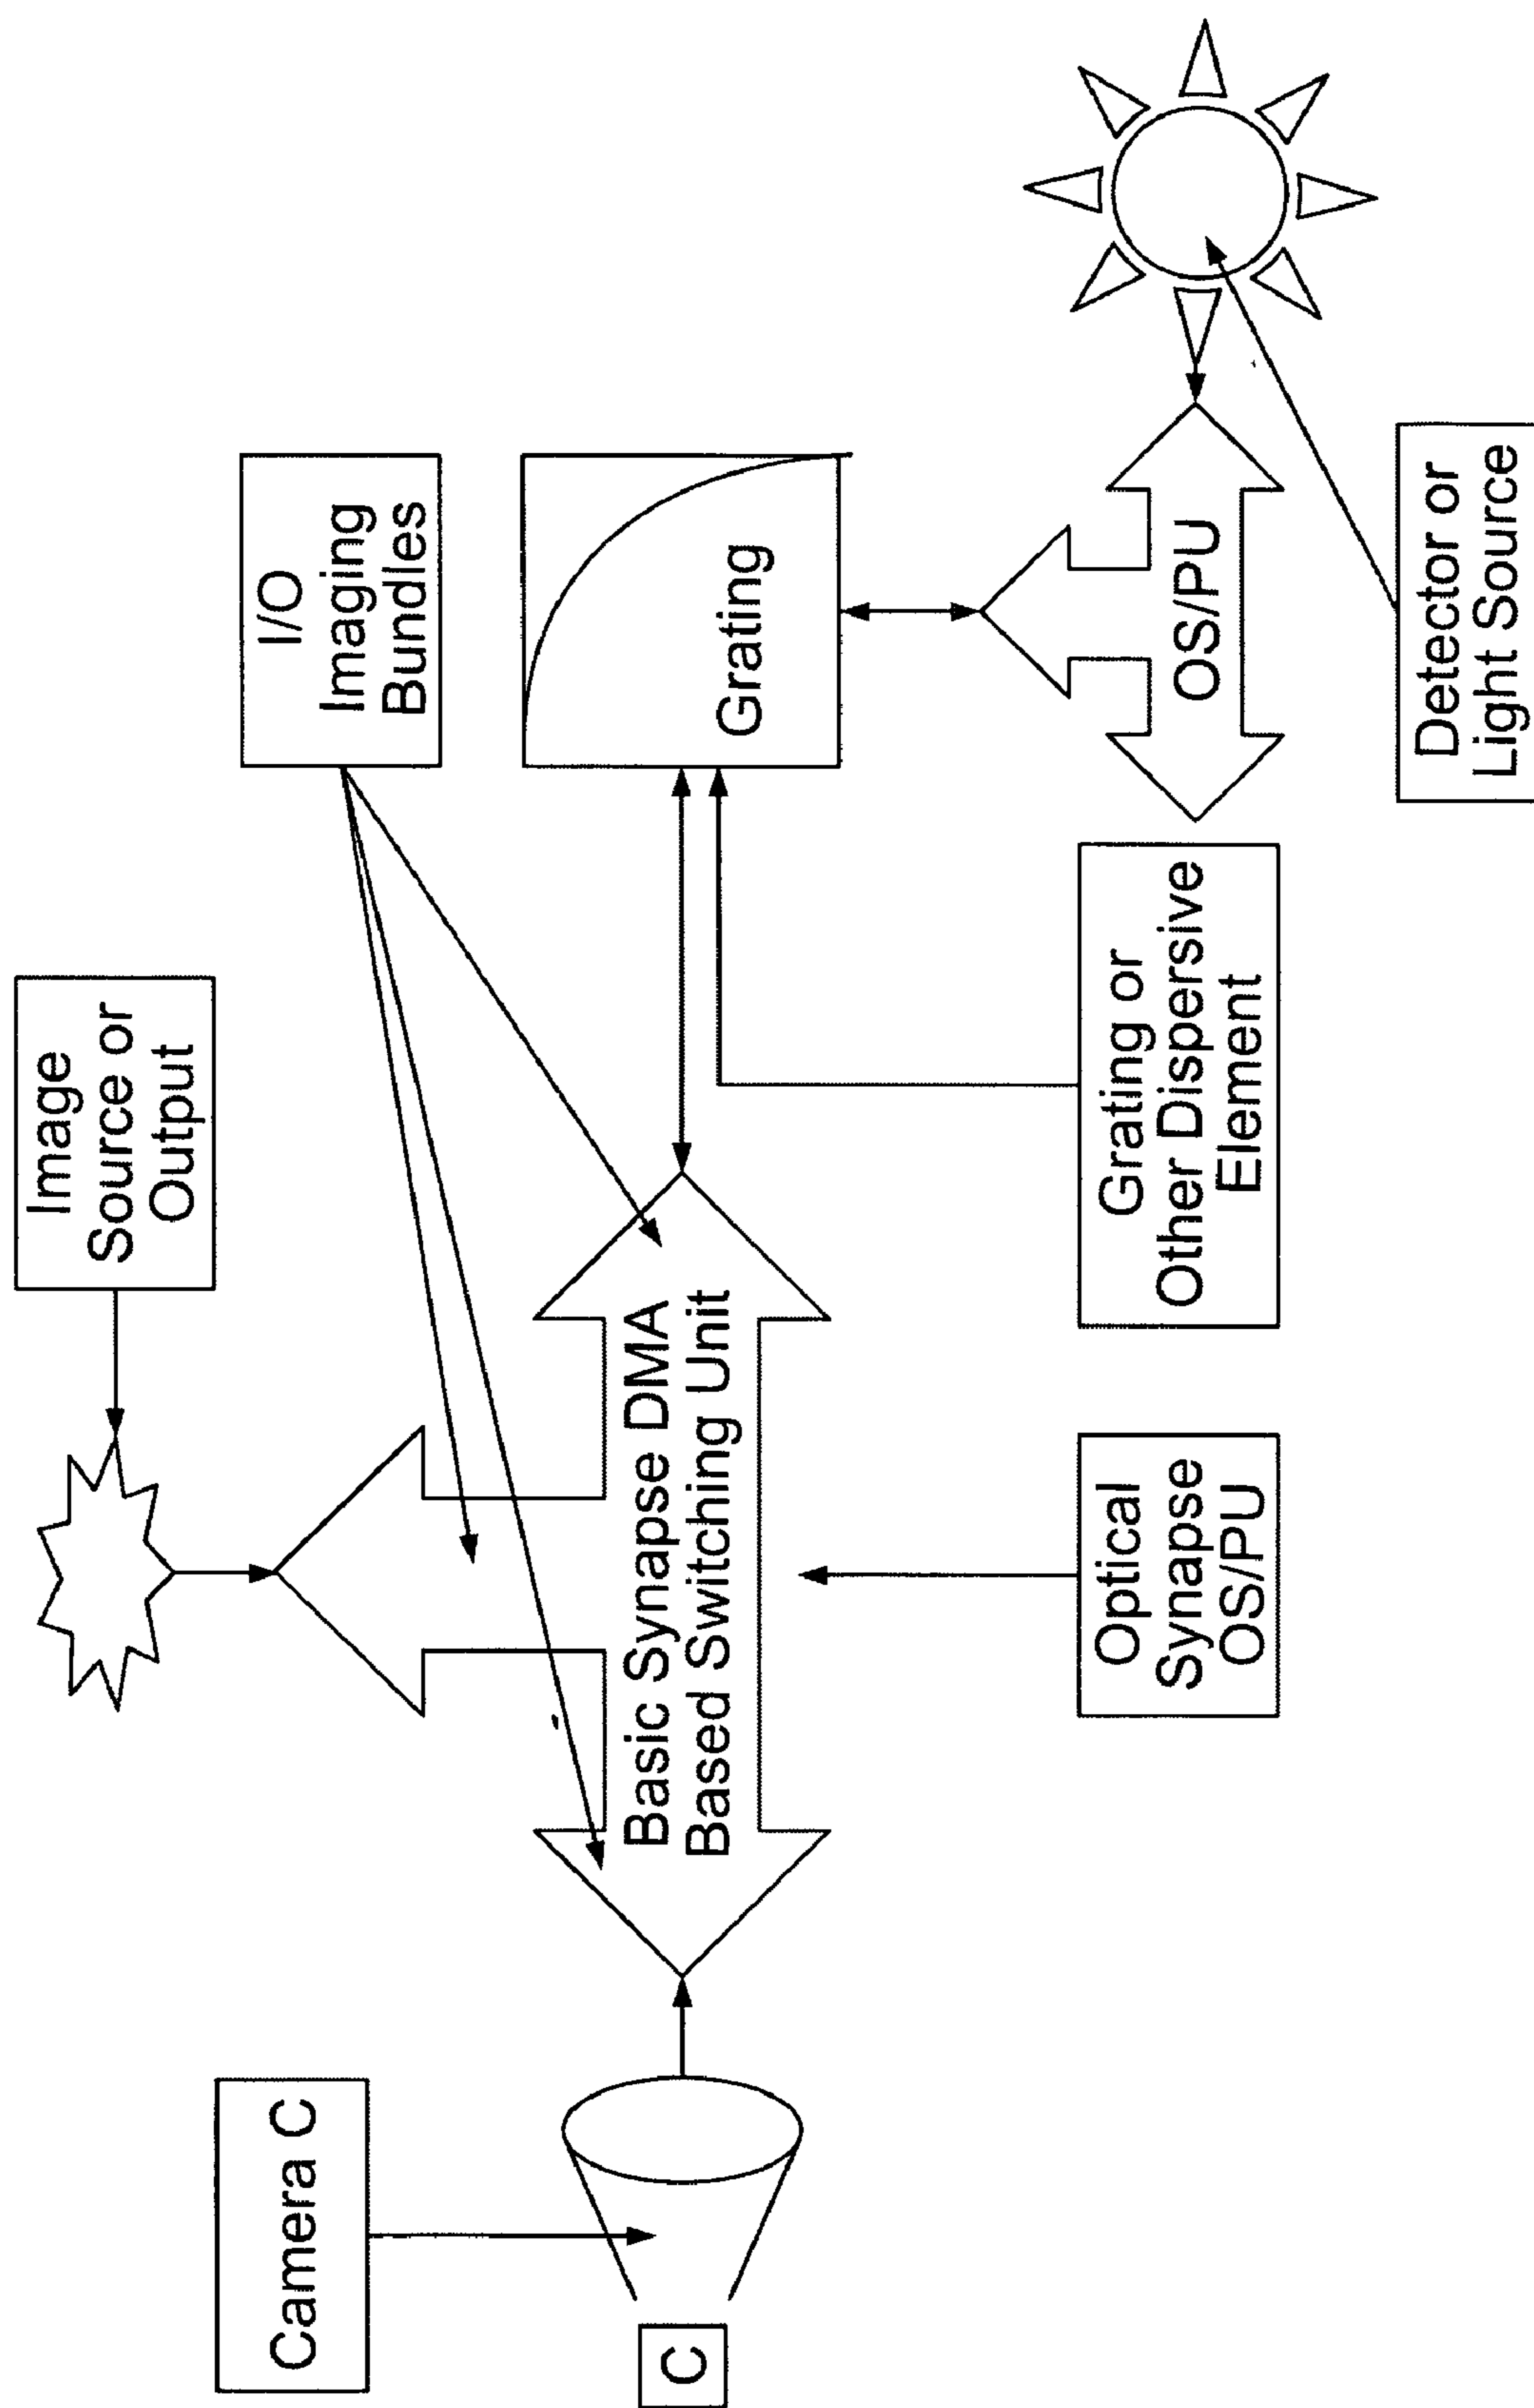 Camera C
C
Image
Source or
Output
I/O
Imaging
Bundles
Basic Synapse DMA
Based Switching Unit
Grating
Optical
Synapse
OS/PU
Grating or
Other Dispersive
Element
OS/PU
Detector or
Light Source